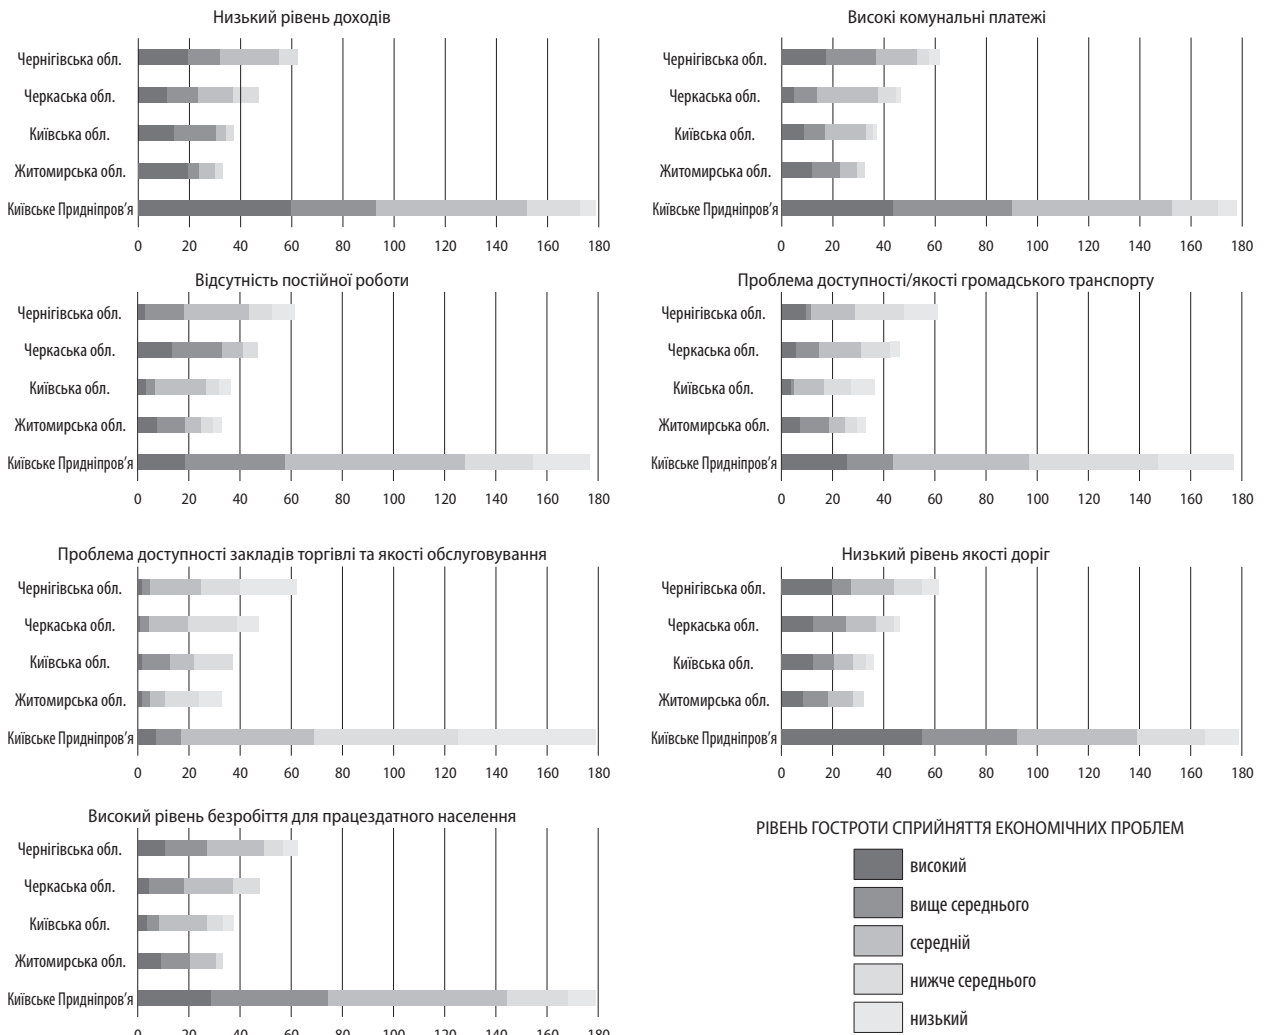 Низький рівень доходів
Чернігівська обл.
Черкаська обл.
Київська обл.
Житомирська обл.
Київське Придніпров’я
0 20 40 60 80 100 120 140 160 180
Високі комунальні платежі
Чернігівська обл.
Черкаська обл.
Київська обл.
Житомирська обл.
Київське Придніпров’я
0 20 40 60 80 100 120 140 160 180
Відсутність постійної роботи
Чернігівська обл.
Черкаська обл.
Київська обл.
Житомирська обл.
Київське Придніпров’я
0 20 40 60 80 100 120 140 160 180
Проблема доступності/якості громадського транспорту
Чернігівська обл.
Черкаська обл.
Київська обл.
Житомирська обл.
Київське Придніпров’я
0 20 40 60 80 100 120 140 160 180
Проблема доступності закладів торгівлі та якості обслуговування
Чернігівська обл.
Черкаська обл.
Київська обл.
Житомирська обл.
Київське Придніпров’я
0 20 40 60 80 100 120 140 160 180
Низький рівень якості доріг
Чернігівська обл.
Черкаська обл.
Київська обл.
Житомирська обл.
Київське Придніпров’я
0 20 40 60 80 100 120 140 160 180
Високий рівень безробіття для працездатного населення
Чернігівська обл.
Черкаська обл.
Київська обл.
Житомирська обл.
Київське Придніпров’я
0 20 40 60 80 100 120 140 160 180
РІВЕНЬ ГОСТРОТИ СПРИЙНЯТТЯ ЕКОНОМІЧНИХ ПРОБЛЕМ
високий
вище середнього
середній
нижче середнього
низький